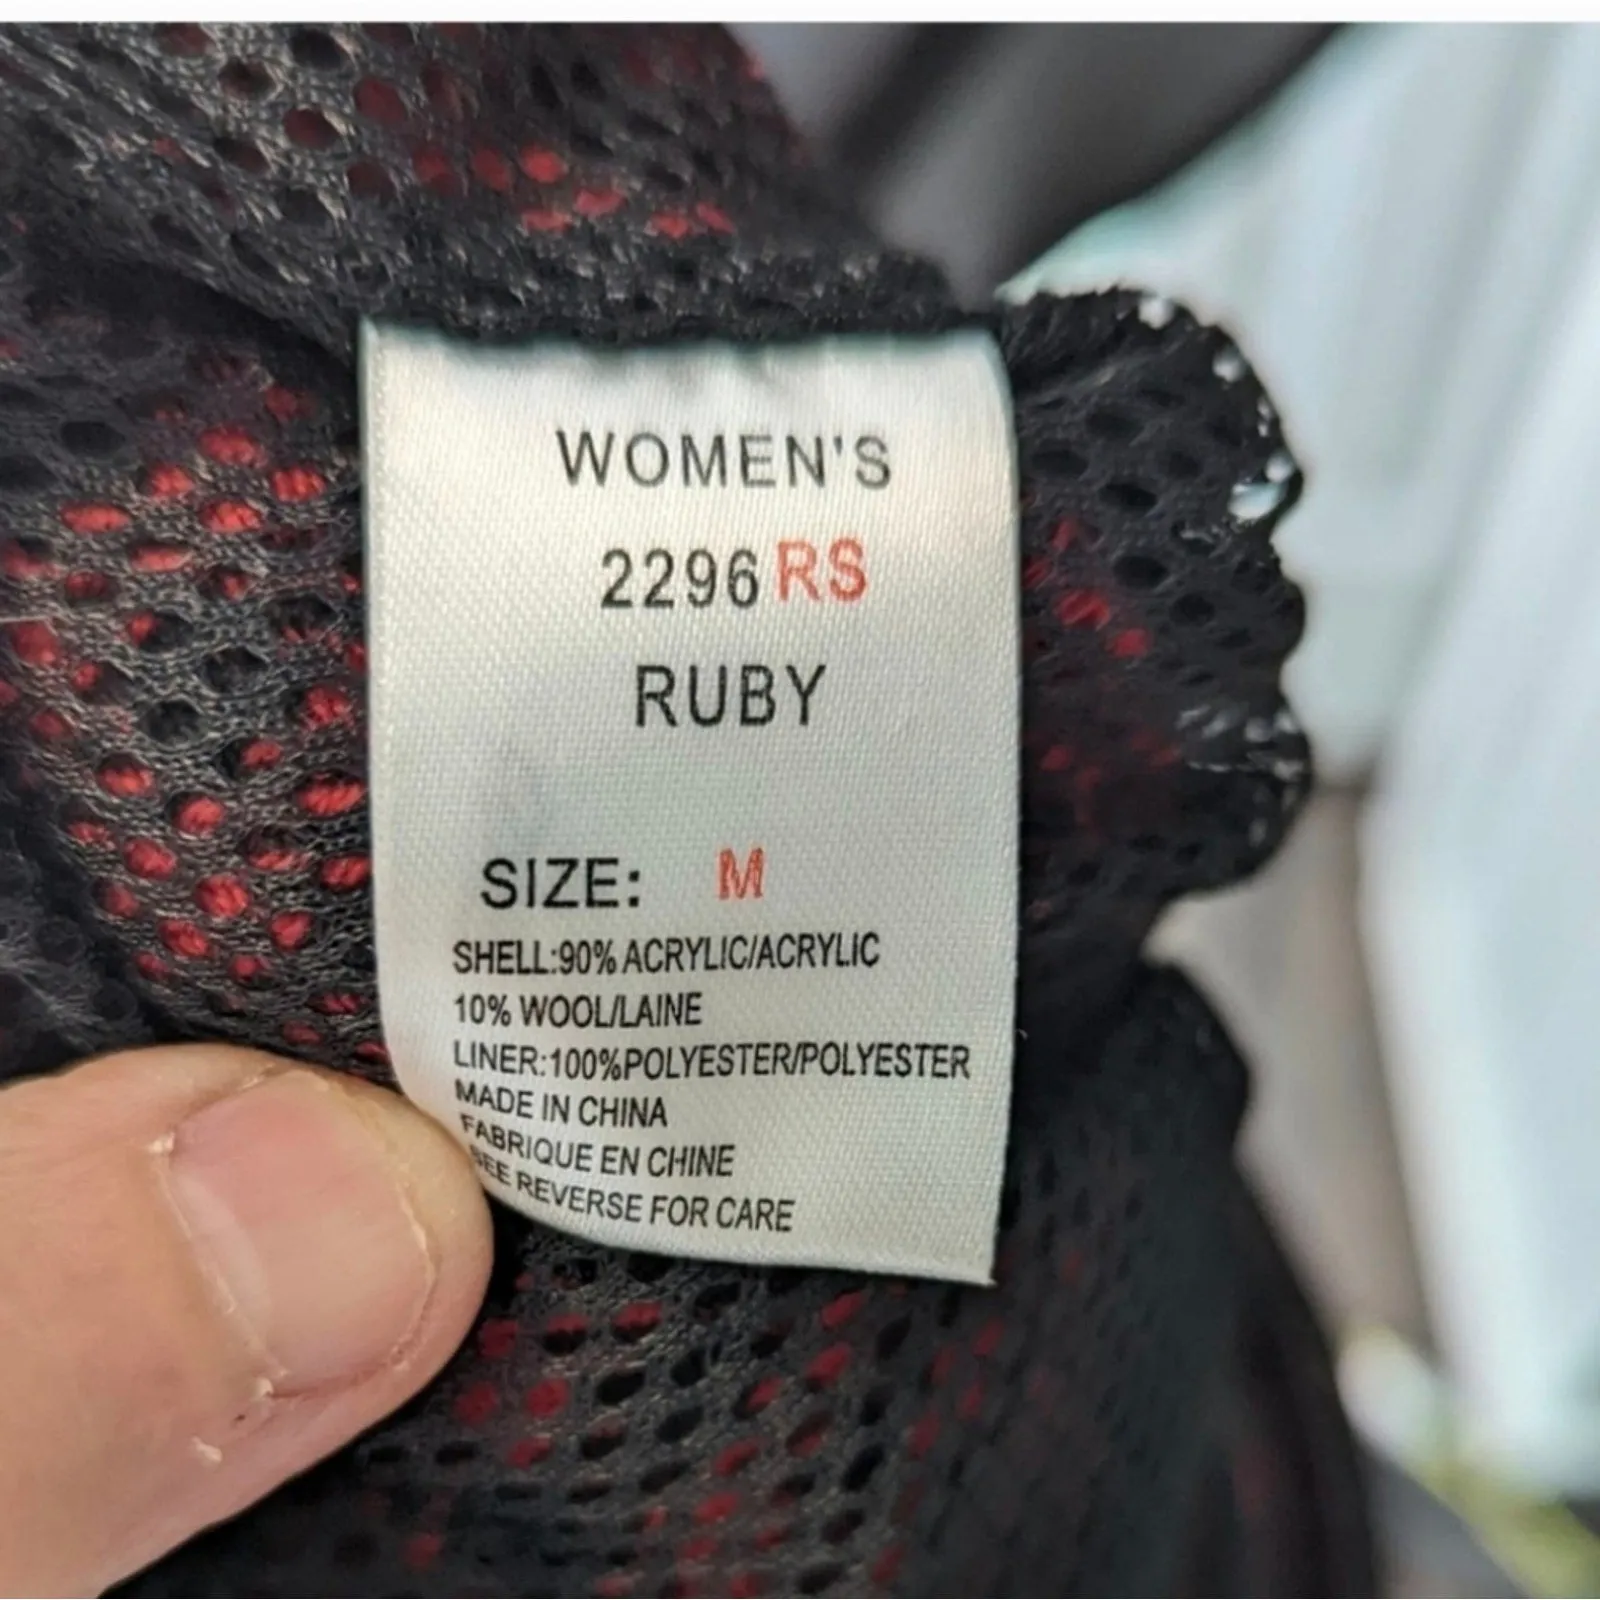 WOMEN'S
2296 RS
RUBY
SIZE: M
SHELL:90% ACRYLIC/ACRYLIC
10% WOOL/LAINE
LINER:100%POLYESTER/POLYESTER
MADE IN CHINA
FABRIQUE EN CHINE
SEE REVERSE FOR CARE